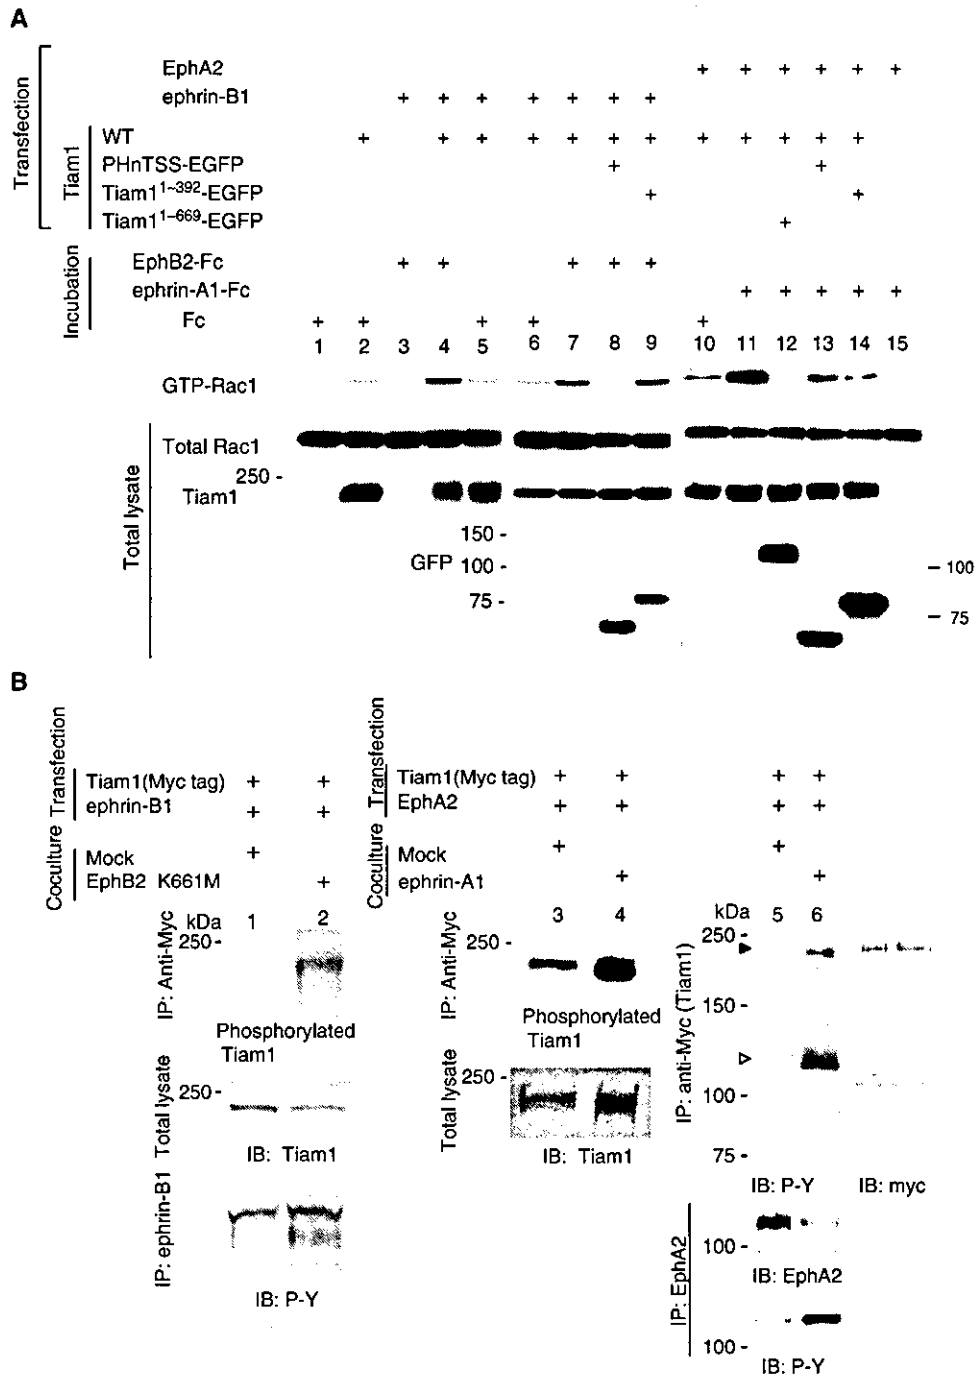 A
Transfection
EphA2 + + + + + +
ephrin-B1 + + + + + + +
Tiam1
WT + + + + + + + + + + + + +
PHnTSS-EGFP + +
Tiam1 1~392-EGFP + +
Tiam1 1-669-EGFP +
Incubation
EphB2-Fc + + + + +
ephrin-A1-Fc + + + + +
Fc + + + + +
1 2 3 4 5 6 7 8 9 10 11 12 13 14 15
GTP-Rac1
Total lysate
Total Rac1
250 -
Tiam1
150 -
GFP 100 - - 100
75 - - 75
B
Transfection
Tiam1(Myc tag) + +
ephrin-B1 + +
Coculture
Mock +
EphB2 K661M +
kDa 1 2
IP: Anti-Myc
250 -
Phosphorylated
Tiam1
Total lysate
250 -
IB: Tiam1
IP: ephrin-B1
IB: P-Y
Transfection
Tiam1(Myc tag) + + + +
EphA2 + + + +
Coculture
Mock + +
ephrin-A1 + +
3 4
IP: Anti-Myc
250 -
Phosphorylated
Tiam1
Total lysate
250 -
IB: Tiam1
kDa 5 6
IP: anti-Myc (Tiam1)
250 -
150 -
100 -
75 -
IB: P-Y IB: myc
IP: EphA2
100 -
IB: EphA2
100 -
IB: P-Y